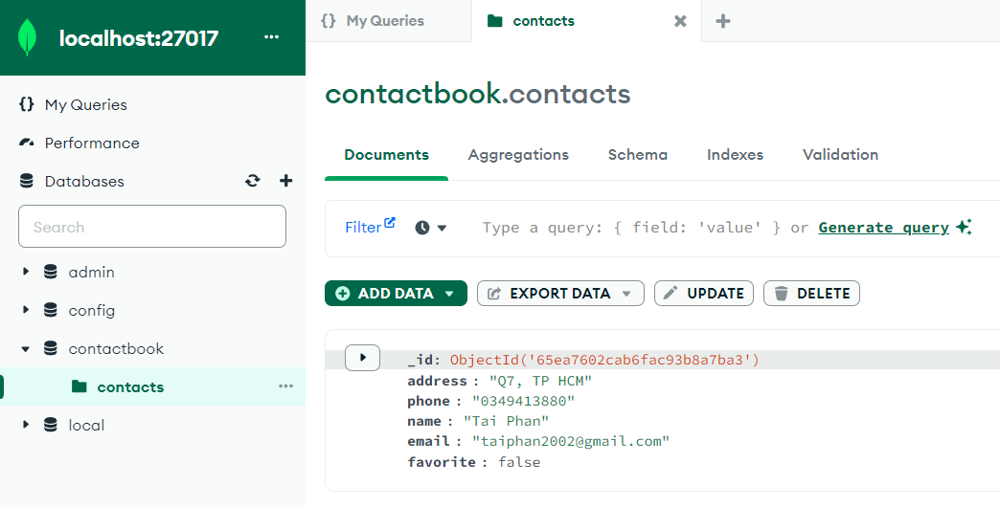 localhost:27017 ...
{} My Queries
Performance
Databases
Search
admin
config
contactbook
contacts ...
local
{} My Queries
contacts
contactbook.contacts
Documents Aggregations Schema Indexes Validation
Filter Type a query: { field: 'value' } or Generate query
ADD DATA EXPORT DATA UPDATE DELETE
_id: ObjectId('65ea7602cab6fac93b8a7ba3')
address : "Q7, TP HCM"
phone : "0349413880"
name : "Tai Phan"
email : "taiphan2002@gmail.com"
favorite : false